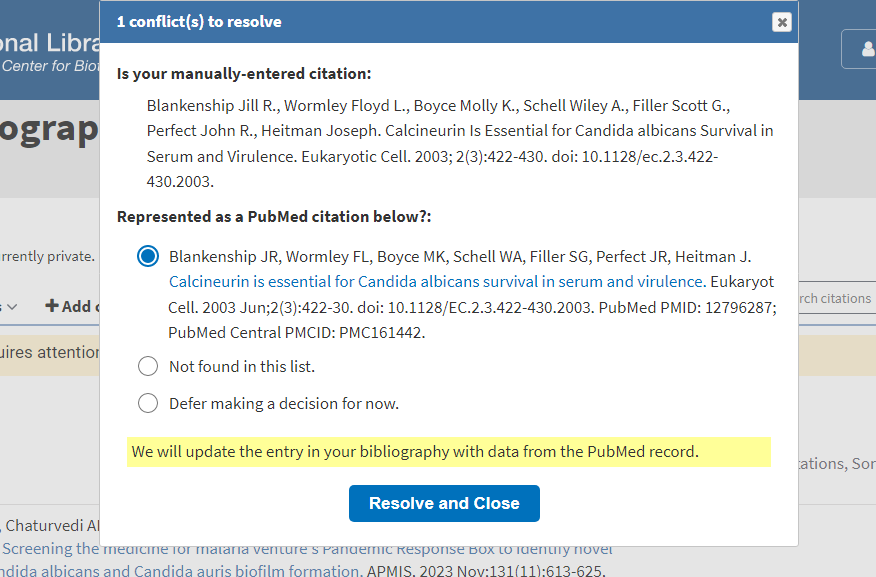 1 conflict(s) to resolve
onal Libra
Center for Biot
ograp
Is your manually-entered citation:
Blankenship Jill R., Wormley Floyd L., Boyce Molly K., Schell Wiley A., Filler Scott G.,
Perfect John R., Heitman Joseph. Calcineurin Is Essential for Candida albicans Survival in
Serum and Virulence. Eukaryotic Cell. 2003; 2(3):422-430. doi: 10.1128/ec.2.3.422-
430.2003.
Represented as a PubMed citation below?:
rrently private.
Blankenship JR, Wormley FL, Boyce MK, Schell WA, Filler SG, Perfect JR, Heitman J.
Calcineurin is essential for Candida albicans survival in serum and virulence. Eukaryot
Cell. 2003 Jun;2(3):422-30. doi: 10.1128/EC.2.3.422-430.2003. PubMed PMID: 12796287;
PubMed Central PMCID: PMC161442.
s
Add c
rch citations
uires attention
Not found in this list.
Defer making a decision for now.
We will update the entry in your bibliography with data from the PubMed record.
tations, Sor
Resolve and Close
, Chaturvedi A
Screening the medicine for malaria venture's Pandemic Response Box to identify novel
ndida albicans and Candida auris biofilm formation. APMIS. 2023 Nov;131(11):613-625.